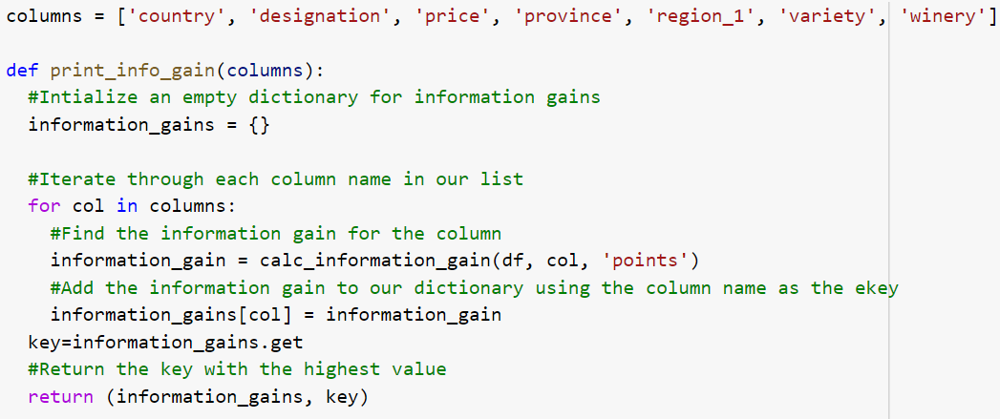 columns = ['country', 'designation', 'price', 'province', 'region_1', 'variety', 'winery']
def print_info_gain(columns):
#Intialize an empty dictionary for information gains
information_gains = {}
#Iterate through each column name in our list
for col in columns:
#Find the information gain for the column
information_gain = calc_information_gain(df, col, 'points')
#Add the information gain to our dictionary using the column name as the ekey
information_gains[col] = information_gain
key=information_gains.get
#Return the key with the highest value
return (information_gains, key)